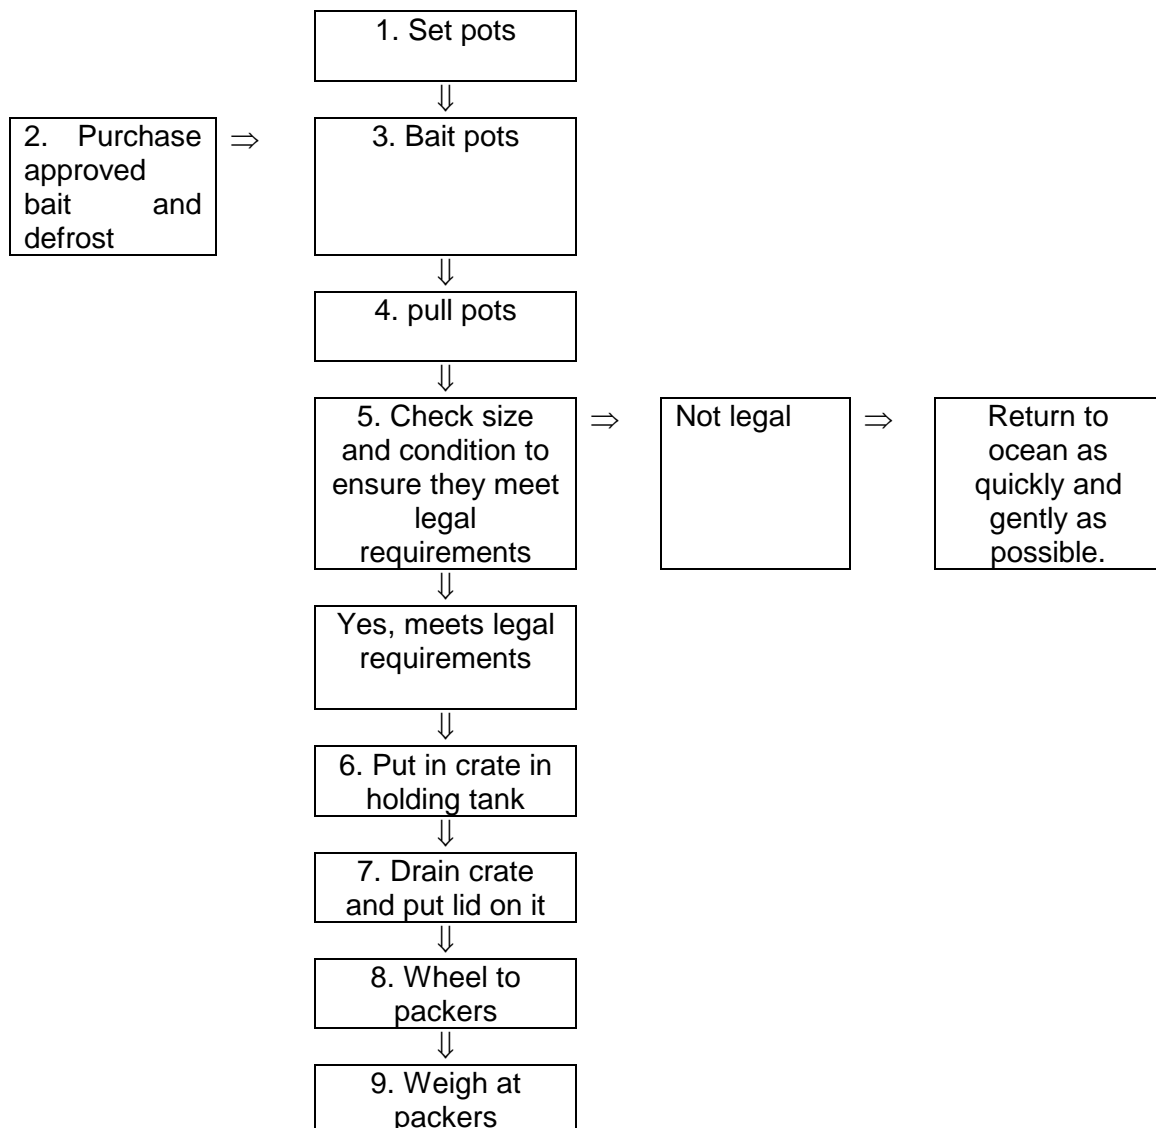 1. Set pots
⇓
2. Purchase
approved
bait and
defrost
⇒
3. Bait pots
⇓
4. pull pots
⇓
5. Check size
and condition to
ensure they meet
legal
requirements
⇒
Not legal
⇒
Return to
ocean as
quickly and
gently as
possible.
⇓
Yes, meets legal
requirements
⇓
6. Put in crate in
holding tank
⇓
7. Drain crate
and put lid on it
⇓
8. Wheel to
packers
⇓
9. Weigh at
packers